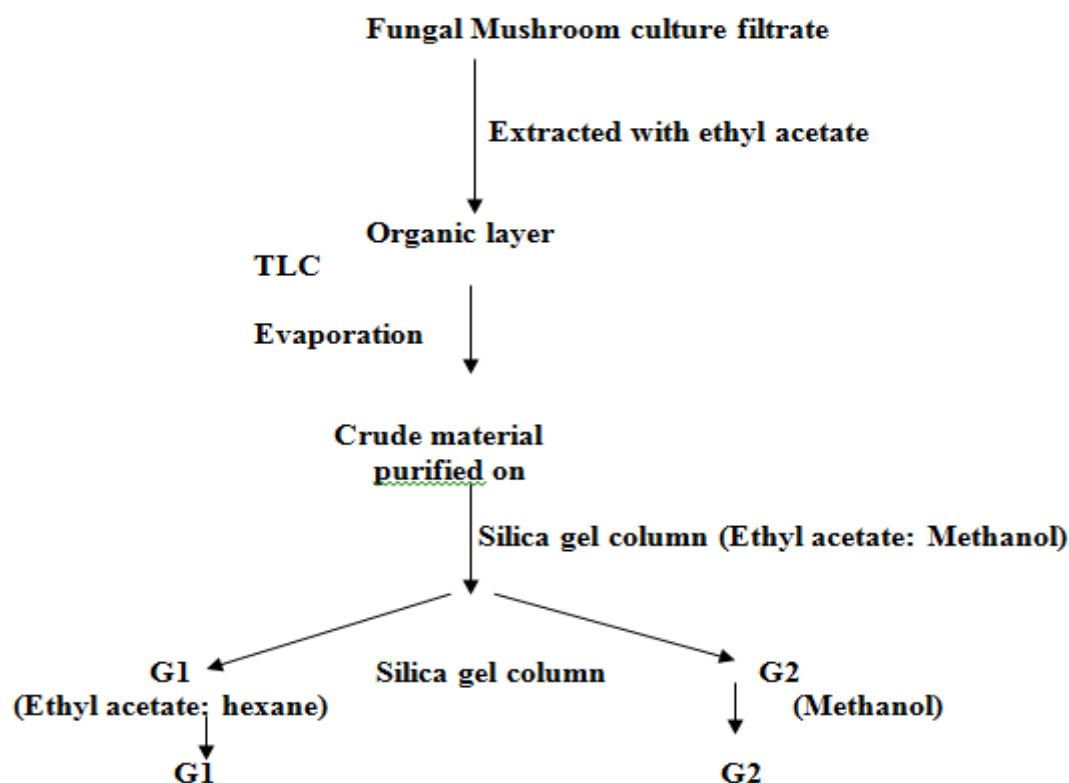 Fungal Mushroom culture filtrate
Extracted with ethyl acetate
Organic layer
TLC
Evaporation
Crude material
purified on
Silica gel column (Ethyl acetate: Methanol)
G1
Silica gel column
G2
(Ethyl acetate: hexane)
(Methanol)
G1
G2